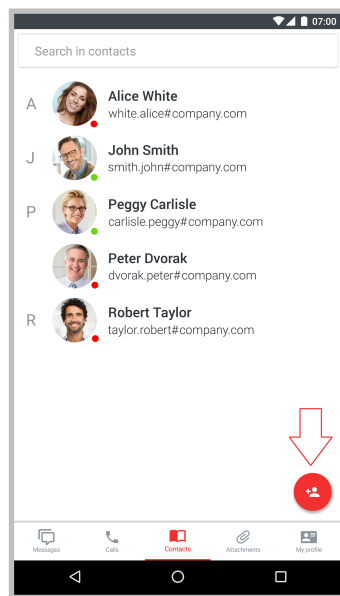 07:00
Search in contacts
A
Alice White
white.alice#company.com
J
John Smith
smith.john#company.com
P
Peggy Carlisle
carlisle.peggy#company.com
Peter Dvorak
dvorak.peter#company.com
R
Robert Taylor
taylor.robert#company.com
Messages
Calls
Contacts
Attachments
My profile